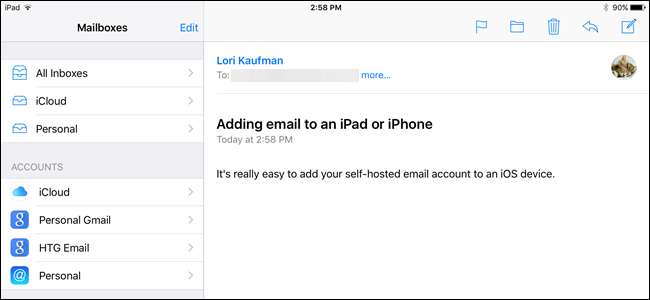 iPad 2:58 PM 90%
Mailboxes Edit
All Inboxes
iCloud
Personal
ACCOUNTS
iCloud
Personal Gmail
HTG Email
Personal
Lori Kaufman
To: more...
Adding email to an iPad or iPhone
Today at 2:58 PM
It's really easy to add your self-hosted email account to an iOS device.